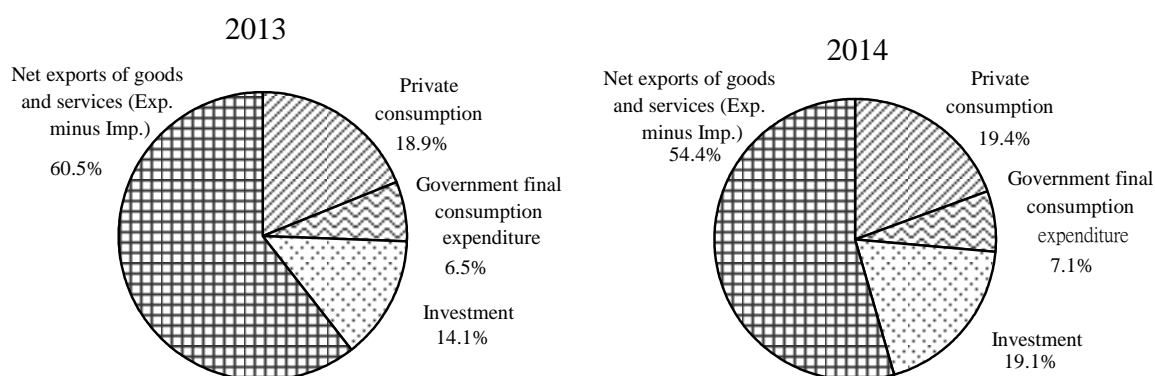 2013
Net exports of goods
and services (Exp.
minus Imp.)
60.5%
Private
consumption
18.9%
Government final
consumption
expenditure
6.5%
Investment
14.1%
2014
Net exports of goods
and services (Exp.
minus Imp.)
54.4%
Private
consumption
19.4%
Government final
consumption
expenditure
7.1%
Investment
19.1%